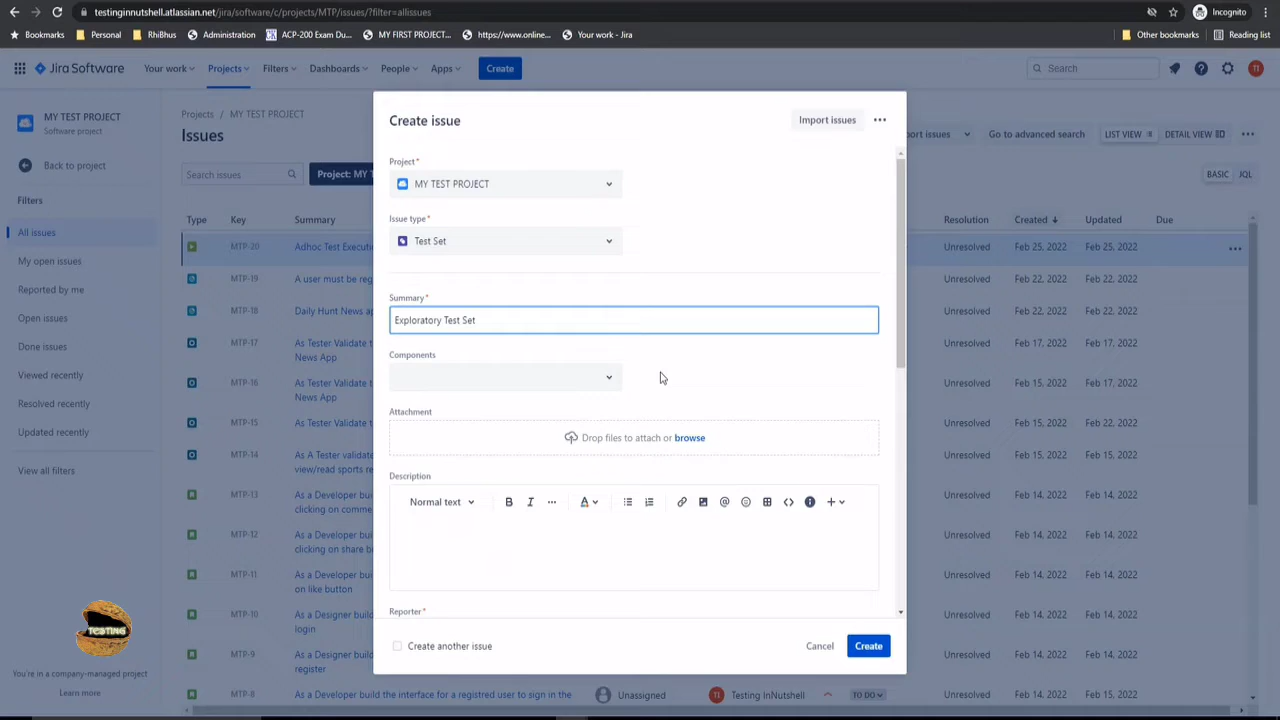 testinginnutshell.atlassian.net/jira/software/c/projects/MTP/issues/?filter=allissues
Incognito
Bookmarks
Personal
RhiBhus
Administration
ACP-200 Exam Du...
MY FIRST PROJECT...
https://www.online...
Your work - Jira
Other bookmarks
Reading list
Jira Software
Your work
Projects
Filters
Dashboards
People
Apps
Create
Search
TI
MY TEST PROJECT
Software project
Back to project
Filters
All issues
My open issues
Reported by me
Open issues
Done issues
Viewed recently
Resolved recently
Updated recently
View all filters
TESTING
You're in a company-managed project
Learn more
Projects / MY TEST PROJECT
Issues
Search issues
Project: MY T
port issues
Go to advanced search
LIST VIEW
DETAIL VIEW
BASIC
JQL
Type Key Summary Resolution Created Updated Due
MTP-20 Adhoc Test Executi Unresolved Feb 25, 2022 Feb 25, 2022
MTP-19 A user must be reg Unresolved Feb 22, 2022 Feb 22, 2022
MTP-18 Daily Hunt News ap Unresolved Feb 22, 2022 Feb 22, 2022
MTP-17 As Tester Validate t Unresolved Feb 17, 2022 Feb 17, 2022
News App
MTP-16 As Tester Validate t Unresolved Feb 15, 2022 Feb 17, 2022
News App
MTP-15 As Tester Validate t Unresolved Feb 15, 2022 Feb 22, 2022
MTP-14 As A Tester validat Unresolved Feb 15, 2022 Feb 15, 2022
view/read sports r
MTP-13 As a Developer buil Unresolved Feb 14, 2022 Feb 14, 2022
clicking on comme
MTP-12 As a Developer buil Unresolved Feb 14, 2022 Feb 14, 2022
clicking on share b
MTP-11 As a Developer buil Unresolved Feb 14, 2022 Feb 14, 2022
on like button
MTP-10 As a Designer build Unresolved Feb 14, 2022 Feb 14, 2022
login
MTP-9 As a Designer build Unresolved Feb 14, 2022 Feb 14, 2022
register
MTP-8 As a Developer build the interface for a registred user to sign in the Unassigned TI Testing InNutshell TO DO Unresolved Feb 14, 2022 Feb 15, 2022
Create issue
Import issues
Project*
MY TEST PROJECT
Issue type*
Test Set
Summary*
Exploratory Test Set
Components
Attachment
Drop files to attach or browse
Description
Normal text
B I A
Reporter*
Create another issue
Cancel
Create